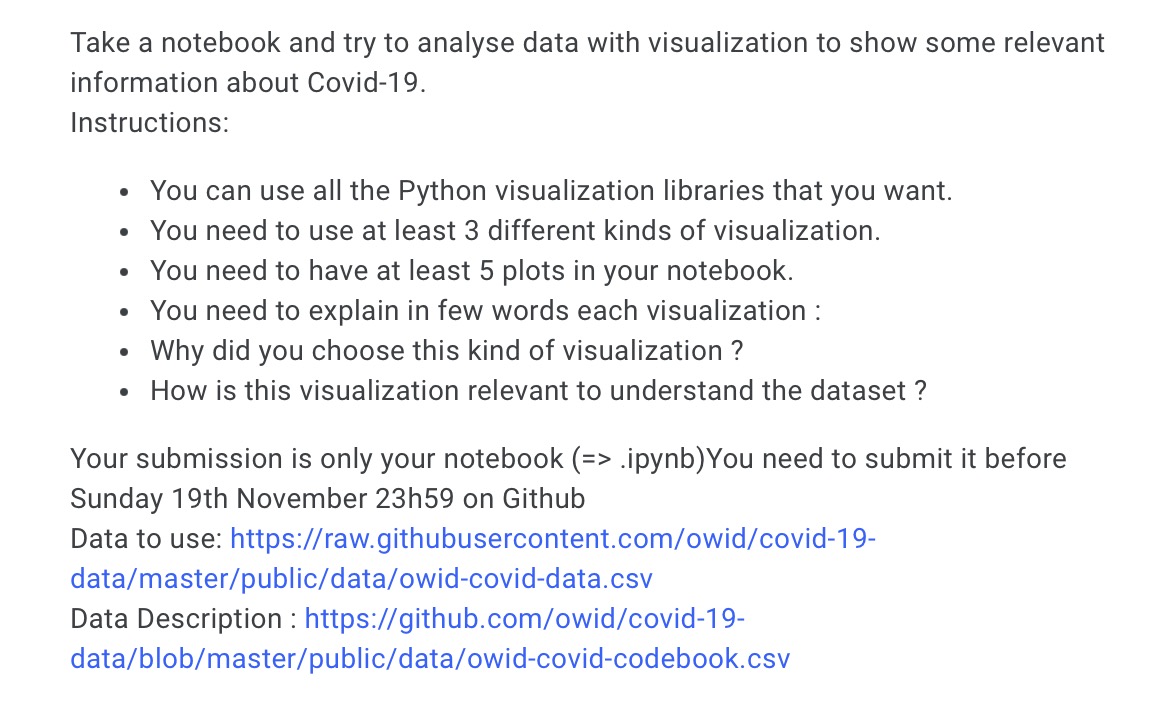 Take a notebook and try to analyse data with visualization to show some relevant
information about Covid-19.
Instructions:
• You can use all the Python visualization libraries that you want.
• You need to use at least 3 different kinds of visualization.
• You need to have at least 5 plots in your notebook.
• You need to explain in few words each visualization :
• Why did you choose this kind of visualization ?
• How is this visualization relevant to understand the dataset ?
Your submission is only your notebook (=> .ipynb)You need to submit it before
Sunday 19th November 23h59 on Github
Data to use: https://raw.githubusercontent.com/owid/covid-19-
data/master/public/data/owid-covid-data.csv
Data Description : https://github.com/owid/covid-19-
data/blob/master/public/data/owid-covid-codebook.csv